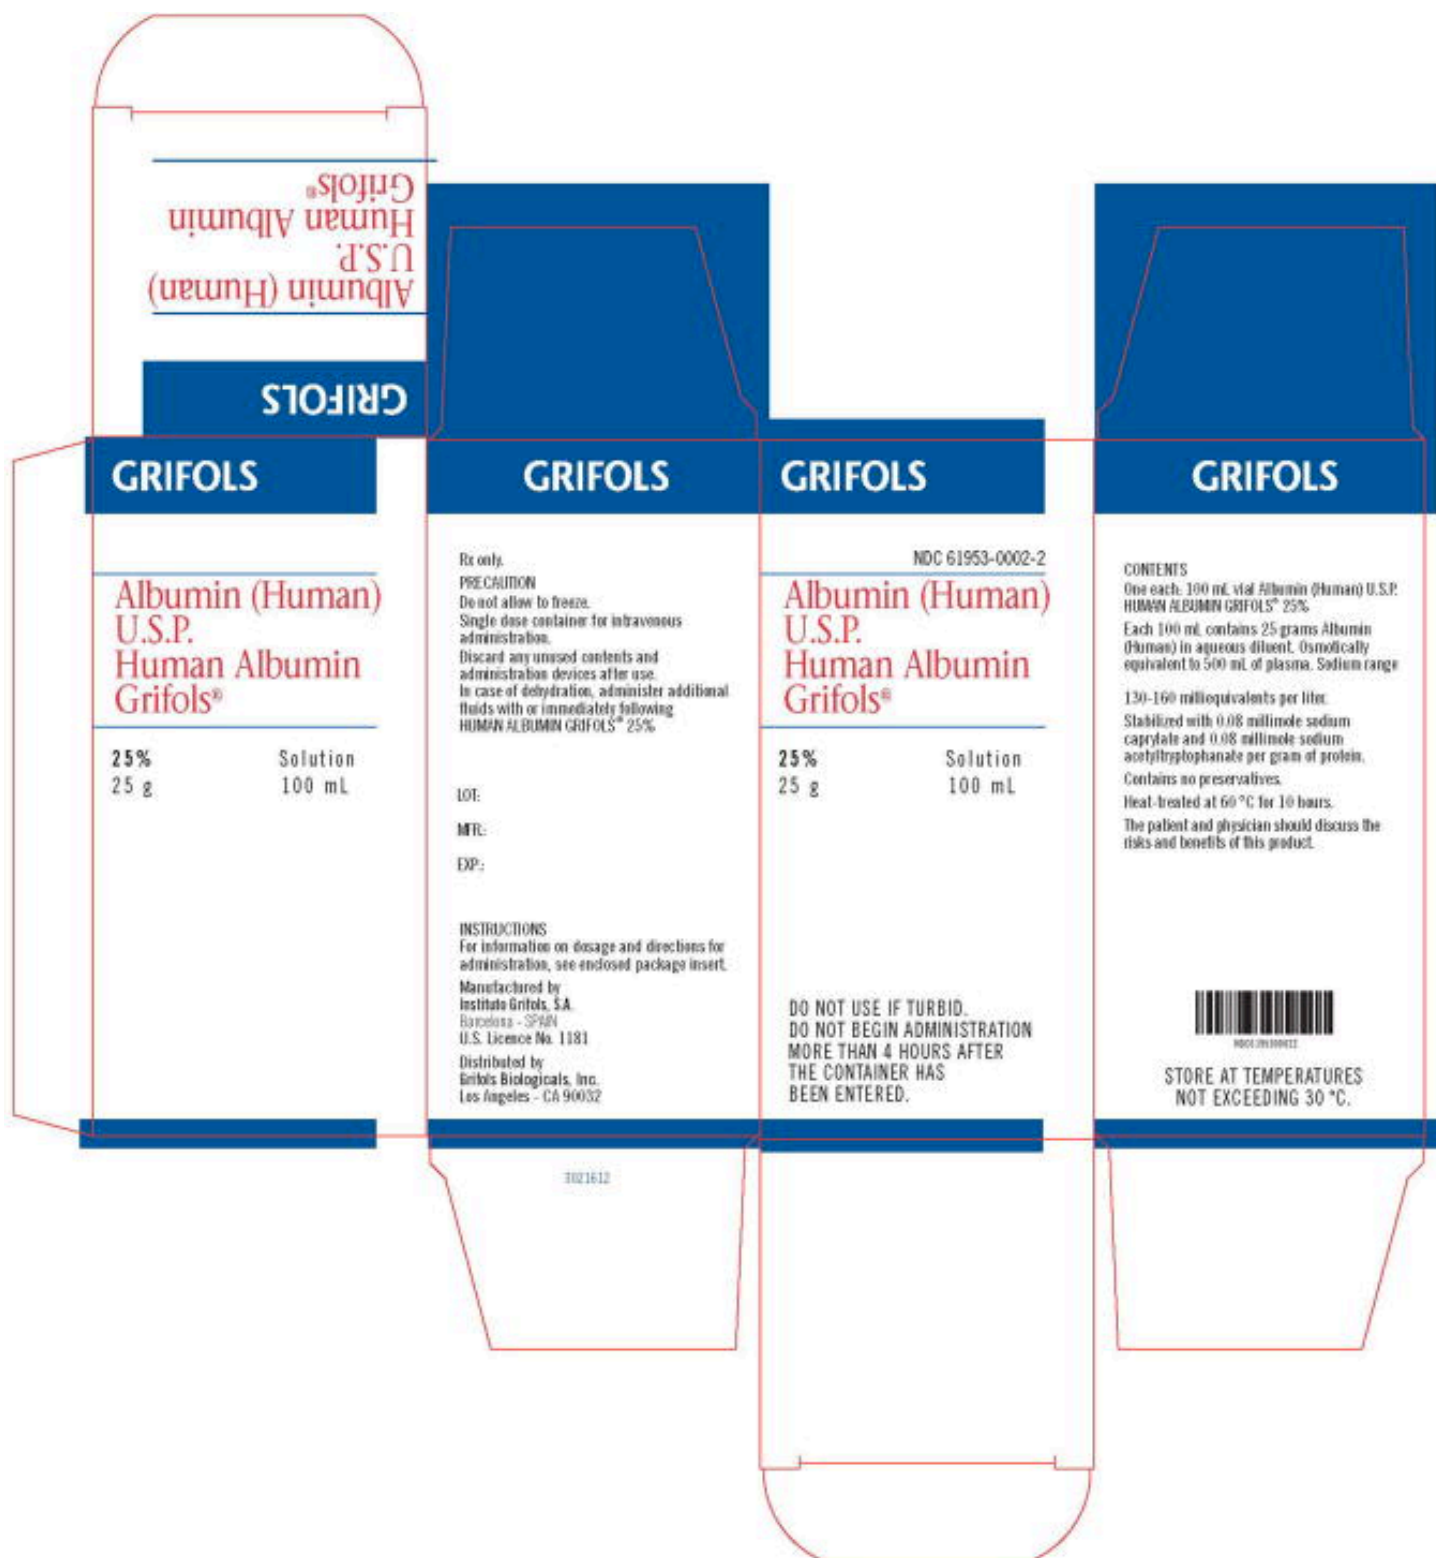 Albumin (Human)
U.S.P.
Human Albumin
Grifols®
GRIFOLS
GRIFOLS
Albumin (Human)
U.S.P.
Human Albumin
Grifols®
25% Solution
25 g 100 mL
GRIFOLS
Rx only.
PRECAUTION
Do not allow to freeze.
Single dose container for intravenous
administration.
Discard any unused contents and
administration devices after use.
In case of dehydration, administer additional
fluids with or immediately following
HUMAN ALBUMIN GRIFOLS® 25%
LOT:
MFR.:
EXP.:
INSTRUCTIONS
For information on dosage and directions for
administration, see enclosed package insert.
Manufactured by
Instituto Grifols, S.A.
Barcelona - SPAIN
U.S. Licence No. 1181
Distributed by
Grifols Biologicals, Inc.
Los Angeles - CA 90032
3021612
GRIFOLS
NDC 61953-0002-2
Albumin (Human)
U.S.P.
Human Albumin
Grifols®
25% Solution
25 g 100 mL
DO NOT USE IF TURBID.
DO NOT BEGIN ADMINISTRATION
MORE THAN 4 HOURS AFTER
THE CONTAINER HAS
BEEN ENTERED.
GRIFOLS
CONTENTS
One each: 100 mL vial Albumin (Human) U.S.P.
HUMAN ALBUMIN GRIFOLS® 25%
Each 100 mL contains 25 grams Albumin
(Human) in aqueous diluent. Osmotically
equivalent to 500 mL of plasma. Sodium range
130-160 milliequivalents per liter.
Stabilized with 0.08 millimole sodium
caprylate and 0.08 millimole sodium
acetyltryptophanate per gram of protein.
Contains no preservatives.
Heat-treated at 60 °C for 10 hours.
The patient and physician should discuss the
risks and benefits of this product.
STORE AT TEMPERATURES
NOT EXCEEDING 30 °C.